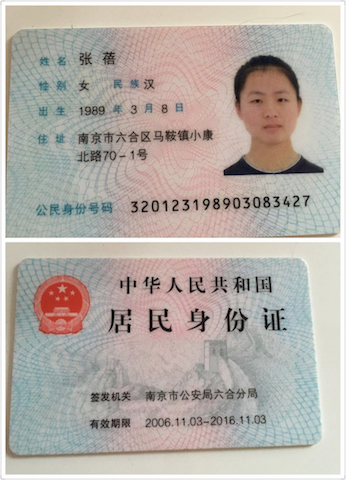 姓名 张蓓
性别 女 民族 汉
出生 1989 年 3 月 8 日
住址 南京市六合区马鞍镇小康
北路70-1号
公民身份号码 320123198903083427
中华人民共和国
居民身份证
签发机关 南京市公安局六合分局
有效期限 2006.11.03-2016.11.03